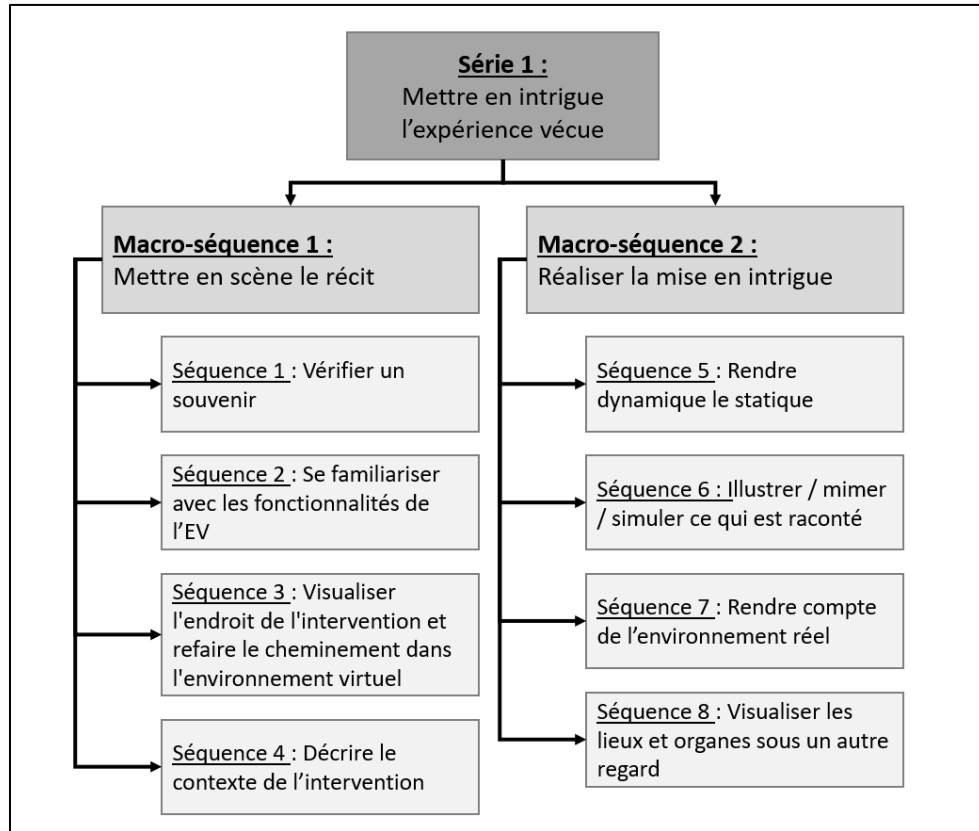 Série 1 :
Mettre en intrigue
l’expérience vécue
Macro-séquence 1 :
Mettre en scène le récit
Séquence 1 : Vérifier un
souvenir
Séquence 2 : Se familiariser
avec les fonctionnalités de
l’EV
Séquence 3 : Visualiser
l'endroit de l'intervention et
refaire le cheminement dans
l'environnement virtuel
Séquence 4 : Décrire le
contexte de l’intervention
Macro-séquence 2 :
Réaliser la mise en intrigue
Séquence 5 : Rendre
dynamique le statique
Séquence 6 : Illustrer / mimer
/ simuler ce qui est raconté
Séquence 7 : Rendre compte
de l’environnement réel
Séquence 8 : Visualiser les
lieux et organes sous un autre
regard